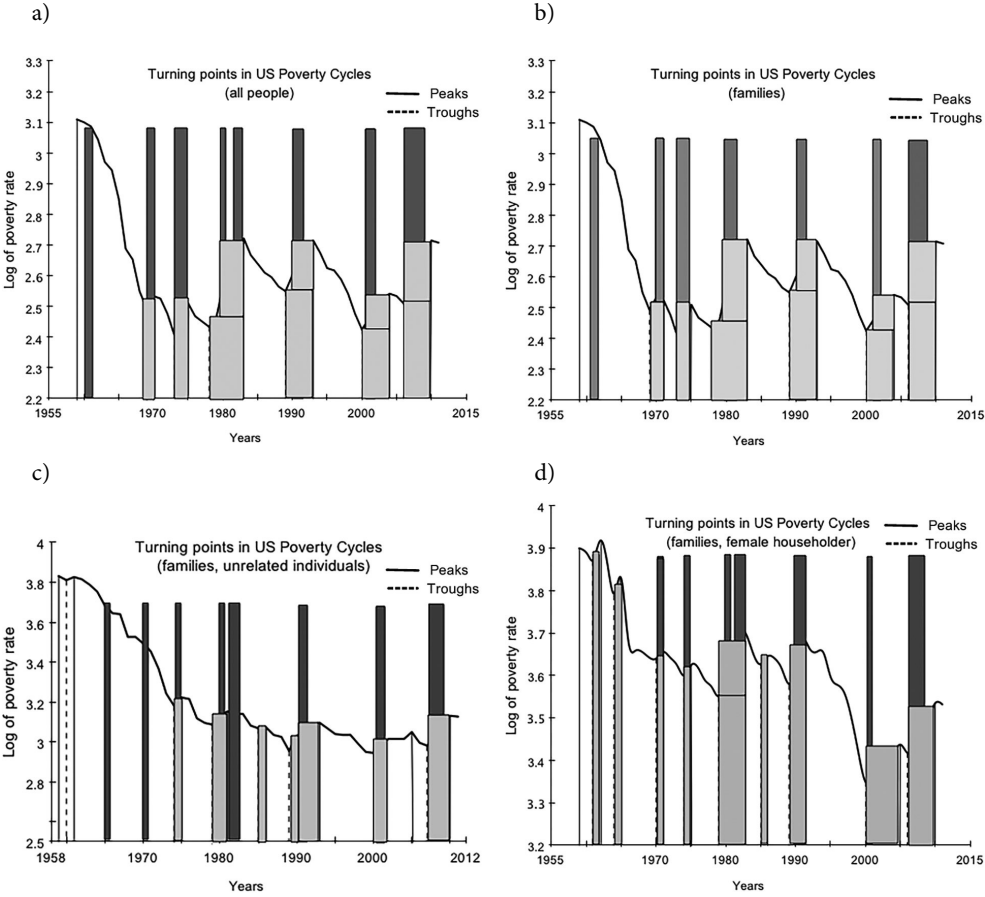 a)
3.3
3.2
3.1
3
2.9
2.8
2.7
2.6
2.5
2.4
2.3
2.2
Log of poverty rate
Turning points in US Poverty Cycles
(all people)
Peaks
Troughs
1955
1970
1980
1990
2000
2015
Years
b)
3.3
3.2
3.1
3
2.9
2.8
2.7
2.6
2.5
2.4
2.3
2.2
Log of poverty rate
Turning points in US Poverty Cycles
(families)
Peaks
Troughs
1955
1970
1980
1990
2000
2015
Years
c)
4
3.8
3.6
3.4
3.2
3
2.8
2.5
Log of poverty rate
Turning points in US Poverty Cycles
(families, unrelated individuals)
Peaks
Troughs
1958
1970
1980
1990
2000
2012
Years
d)
4
3.9
3.8
3.7
3.6
3.5
3.4
3.3
3.2
Log of poverty rate
Turning points in US Poverty Cycles
(families, female householder)
Peaks
Troughs
1955
1970
1980
1990
2000
2015
Years